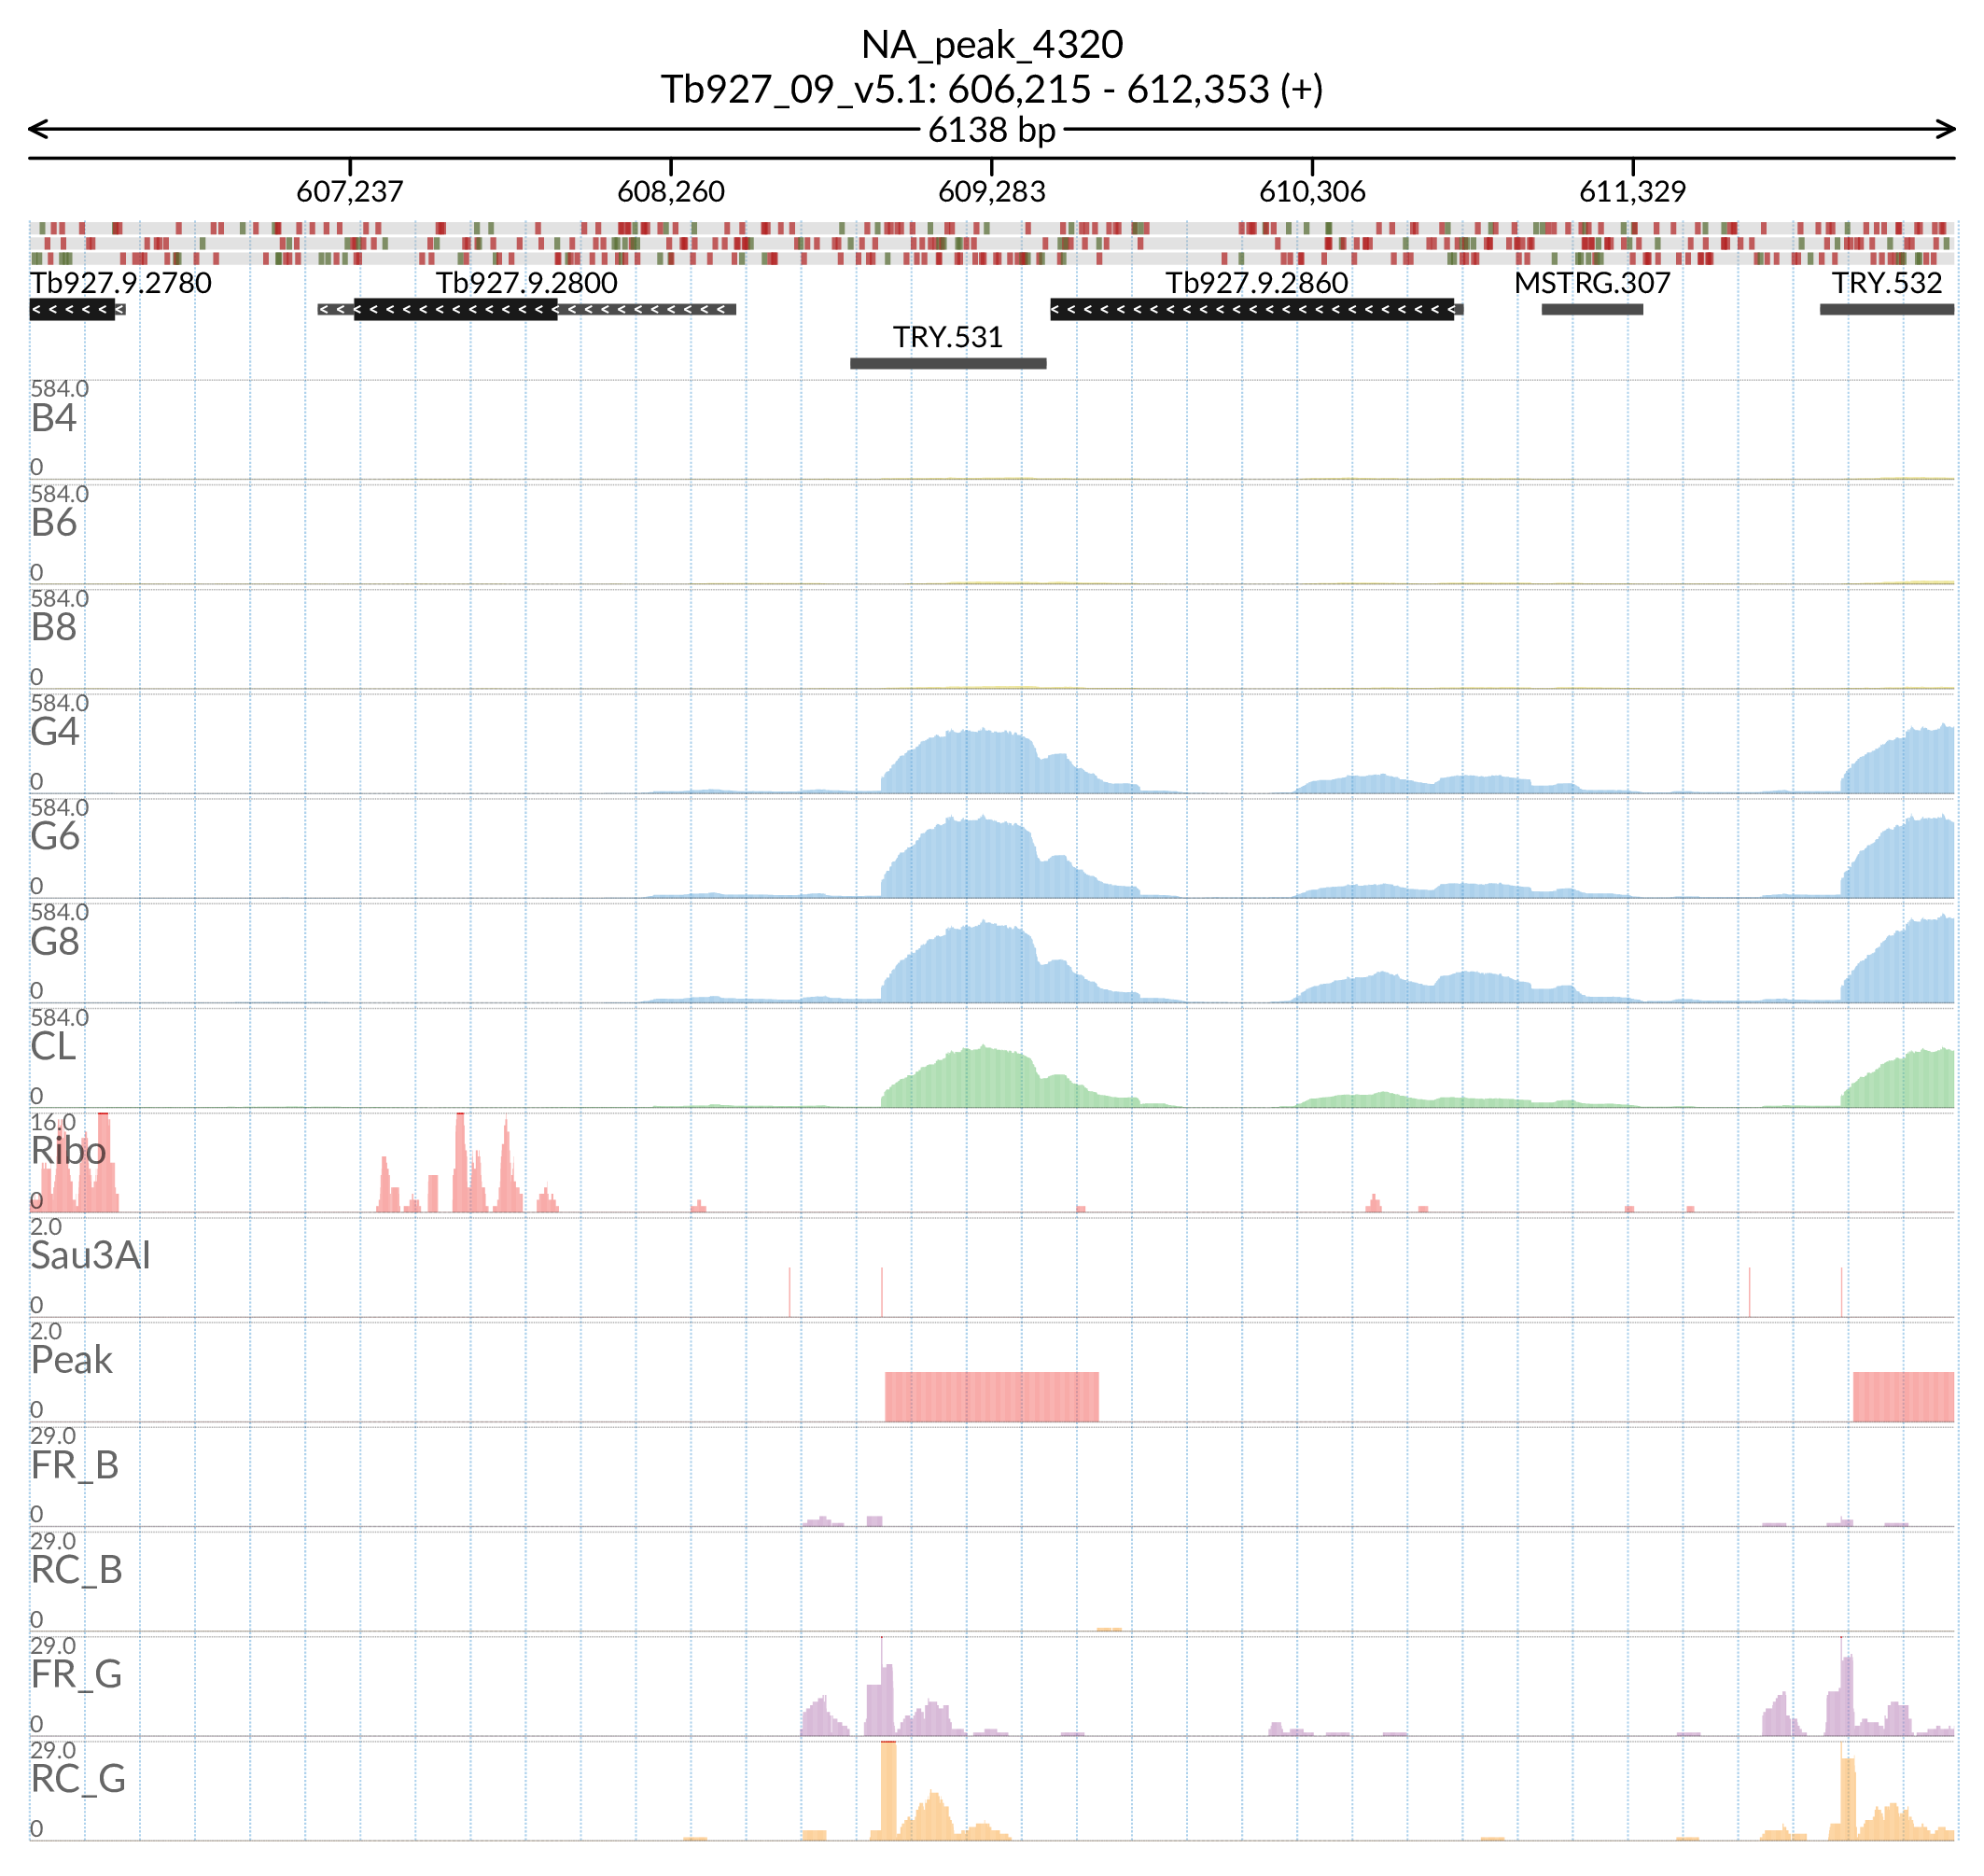 NA_peak_4320
Tb927_09_v5.1: 606,215 - 612,353 (+)
6138 bp
607,237 608,260 609,283 610,306 611,329
Tb927.9.2780 Tb927.9.2800 Tb927.9.2860 MSTRG.307 TRY.532
TRY.531
584.0
B4
0
584.0
B6
0
584.0
B8
0
584.0
G4
0
584.0
G6
0
584.0
G8
0
584.0
CL
0
16.0
Ribo
0
2.0
Sau3AI
0
2.0
Peak
0
29.0
FR_B
0
29.0
RC_B
0
29.0
FR_G
0
29.0
RC_G
0